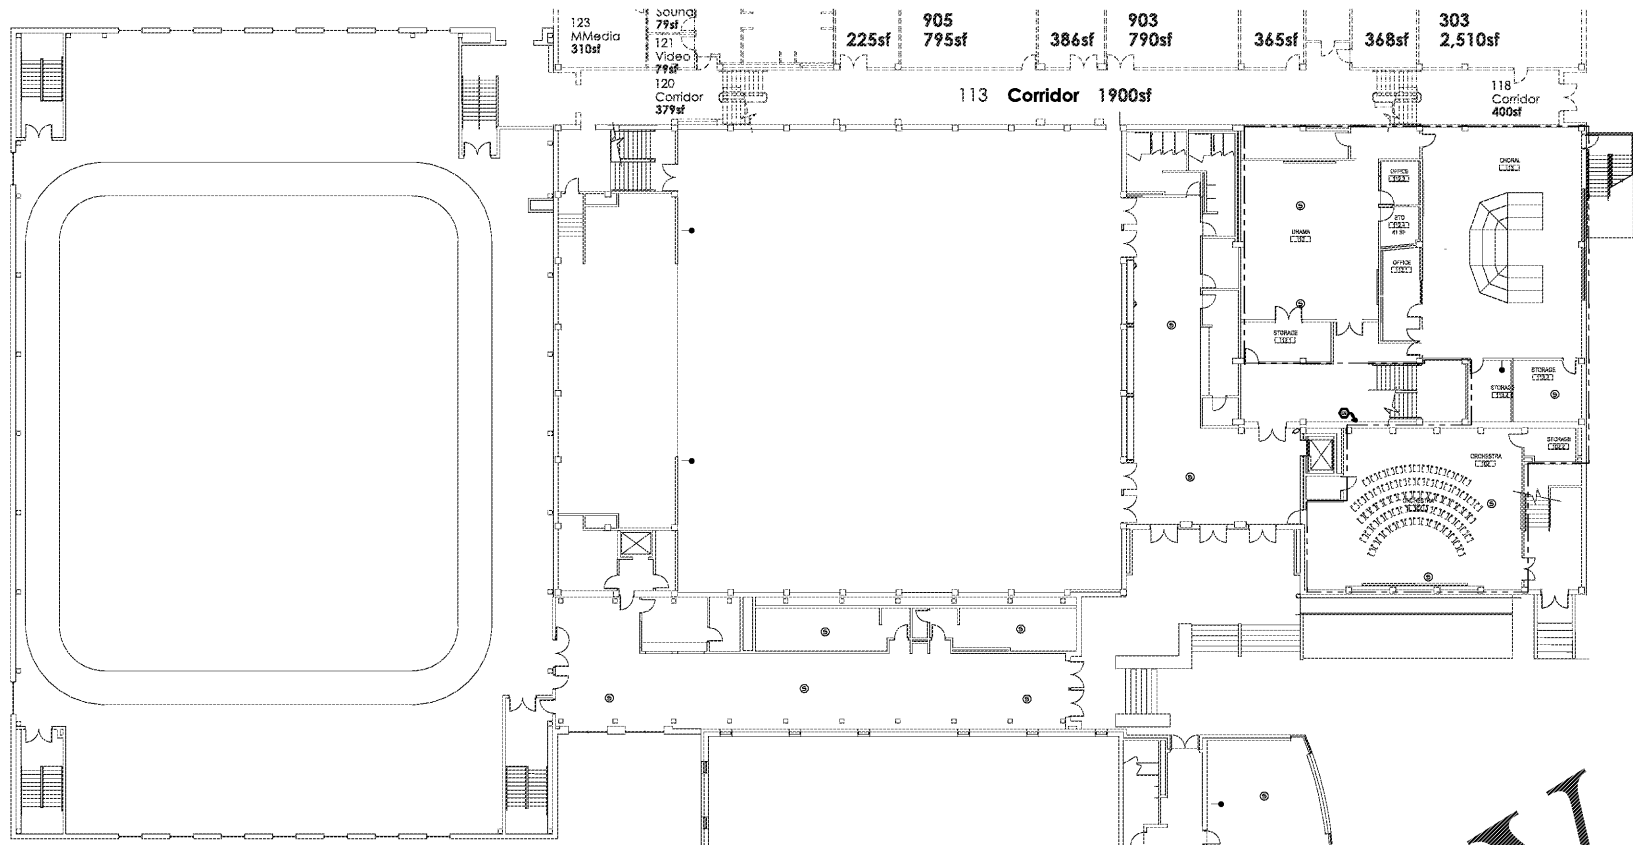 123
MMedia
310sf
Sound
79sf
121
Video
79sf
120
Corridor
379sf
225sf
905
795sf
386sf
903
790sf
365sf
368sf
303
2,510sf
113 Corridor 1900sf
118
Corridor
400sf
CHORAL
OFFICE
STO
DRAMA
OFFICE
STORAGE
STORAGE
STORAGE
STORAGE
ORCHESTRA
ORCHESTRA